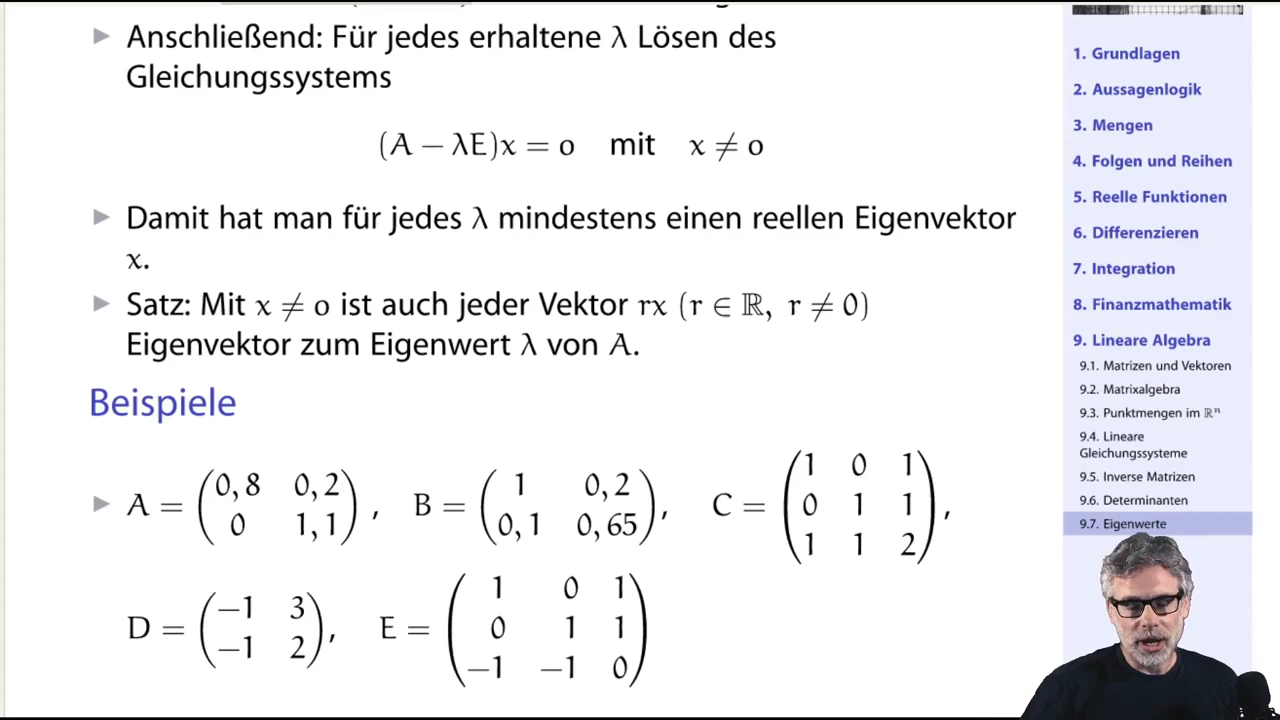 ▶ Anschließend: Für jedes erhaltene λ Lösen des
Gleichungssystems
(A − λE)x = o mit x ≠ o
▶ Damit hat man für jedes λ mindestens einen reellen Eigenvektor
x.
▶ Satz: Mit x ≠ o ist auch jeder Vektor rx (r ∈ ℝ, r ≠ 0)
Eigenvektor zum Eigenwert λ von A.
Beispiele
▶ A = (0,8 0,2; 0 1,1), B = (1 0,2; 0,1 0,65), C = (1 0 1; 0 1 1; 1 1 2),
D = (−1 3; −1 2), E = (1 0 1; 0 1 1; −1 −1 0)
1. Grundlagen
2. Aussagenlogik
3. Mengen
4. Folgen und Reihen
5. Reelle Funktionen
6. Differenzieren
7. Integration
8. Finanzmathematik
9. Lineare Algebra
9.1. Matrizen und Vektoren
9.2. Matrixalgebra
9.3. Punktmengen im ℝⁿ
9.4. Lineare
Gleichungssysteme
9.5. Inverse Matrizen
9.6. Determinanten
9.7. Eigenwerte